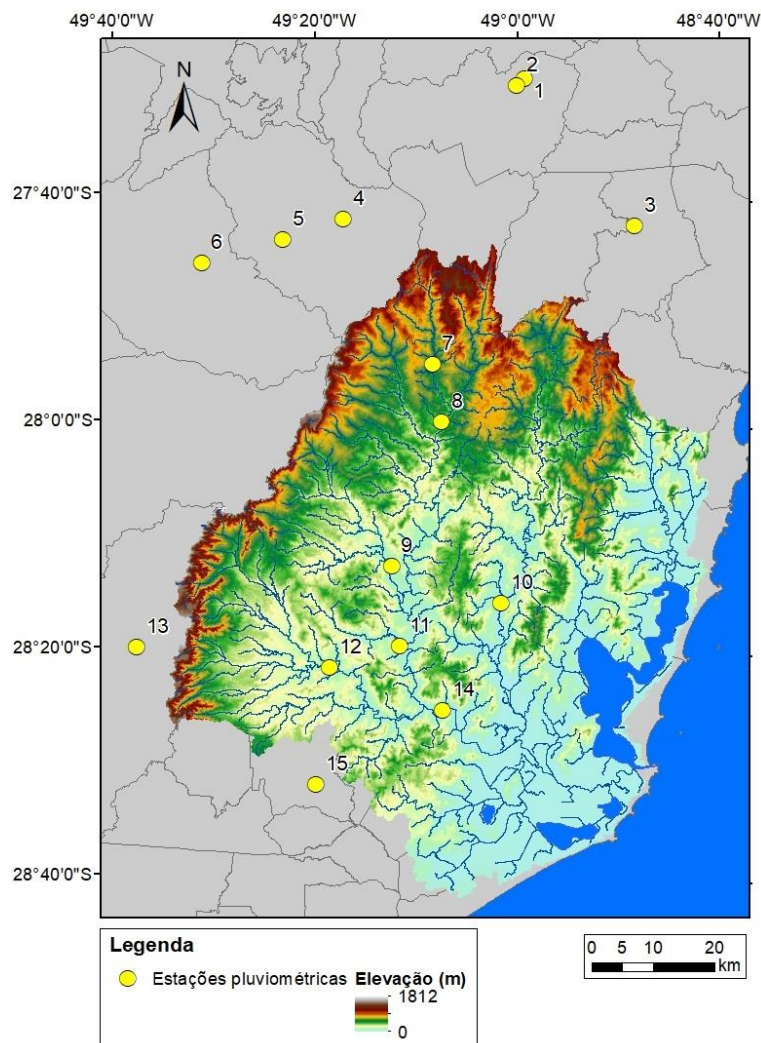 49°40'0"W 49°20'0"W 49°0'0"W 48°40'0"W
N
2
1
27°40'0"S
3
4
5
6
7
8
28°0'0"S
9
10
11
13
28°20'0"S
12
14
15
28°40'0"S
Legenda
Estações pluviométricas Elevação (m)
1812
0
0 5 10 20
km